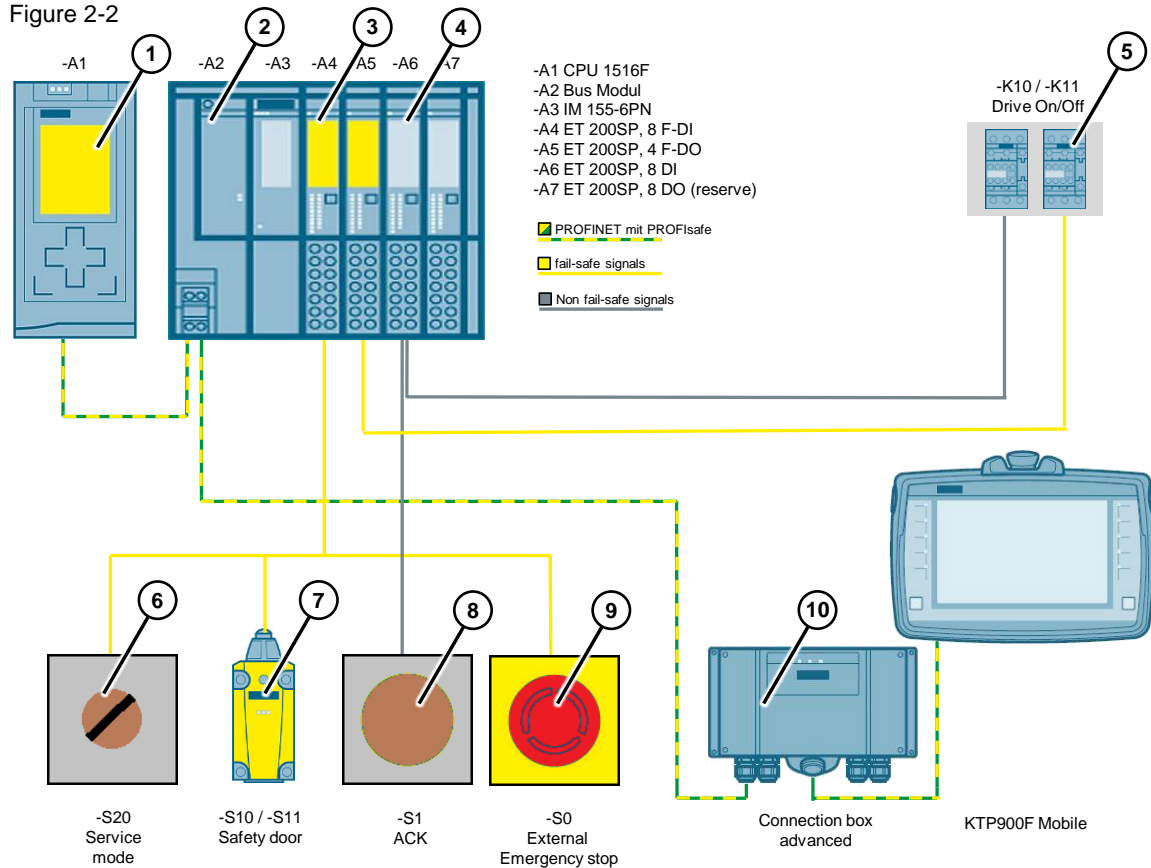 Figure 2-2
1
2
3
4
5
-A1
-A2
-A3
-A4
A5
-A6
A7
-A1 CPU 1516F
-A2 Bus Modul
-A3 IM 155-6PN
-A4 ET 200SP, 8 F-DI
-A5 ET 200SP, 4 F-DO
-A6 ET 200SP, 8 DI
-A7 ET 200SP, 8 DO (reserve)
-K10 / -K11
Drive On/Off
PROFINET mit PROFIsafe
fail-safe signals
Non fail-safe signals
6
7
8
9
10
-S20
Service
mode
-S10 / -S11
Safety door
-S1
ACK
-S0
External
Emergency stop
Connection box
advanced
KTP900F Mobile